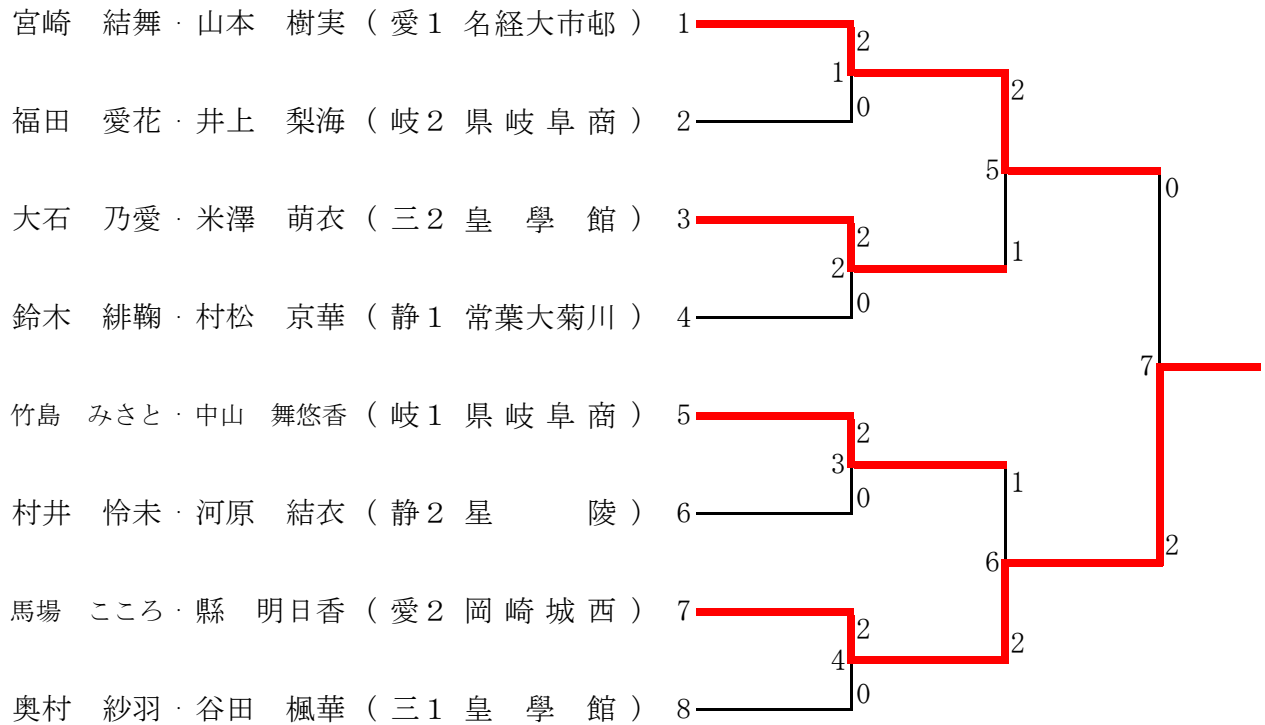 宮崎 結舞・山本 樹実 ( 愛1 名経大市邨 ) 1
2
1
2
福田 愛花・井上 梨海 ( 岐2 県岐阜商 ) 2
0
5
0
大石 乃愛・米澤 萌衣 ( 三2 皇學館 ) 3
2
1
2
鈴木 緋鞠・村松 京華 ( 静1 常葉大菊川 ) 4
0
7
竹島 みさと・中山 舞悠香 ( 岐1 県岐阜商 ) 5
2
3
1
村井 怜未・河原 結衣 ( 静2 星陵 ) 6
0
2
6
馬場 こころ・縣 明日香 ( 愛2 岡崎城西 ) 7
2
2
4
奥村 紗羽・谷田 楓華 ( 三1 皇學館 ) 8
0